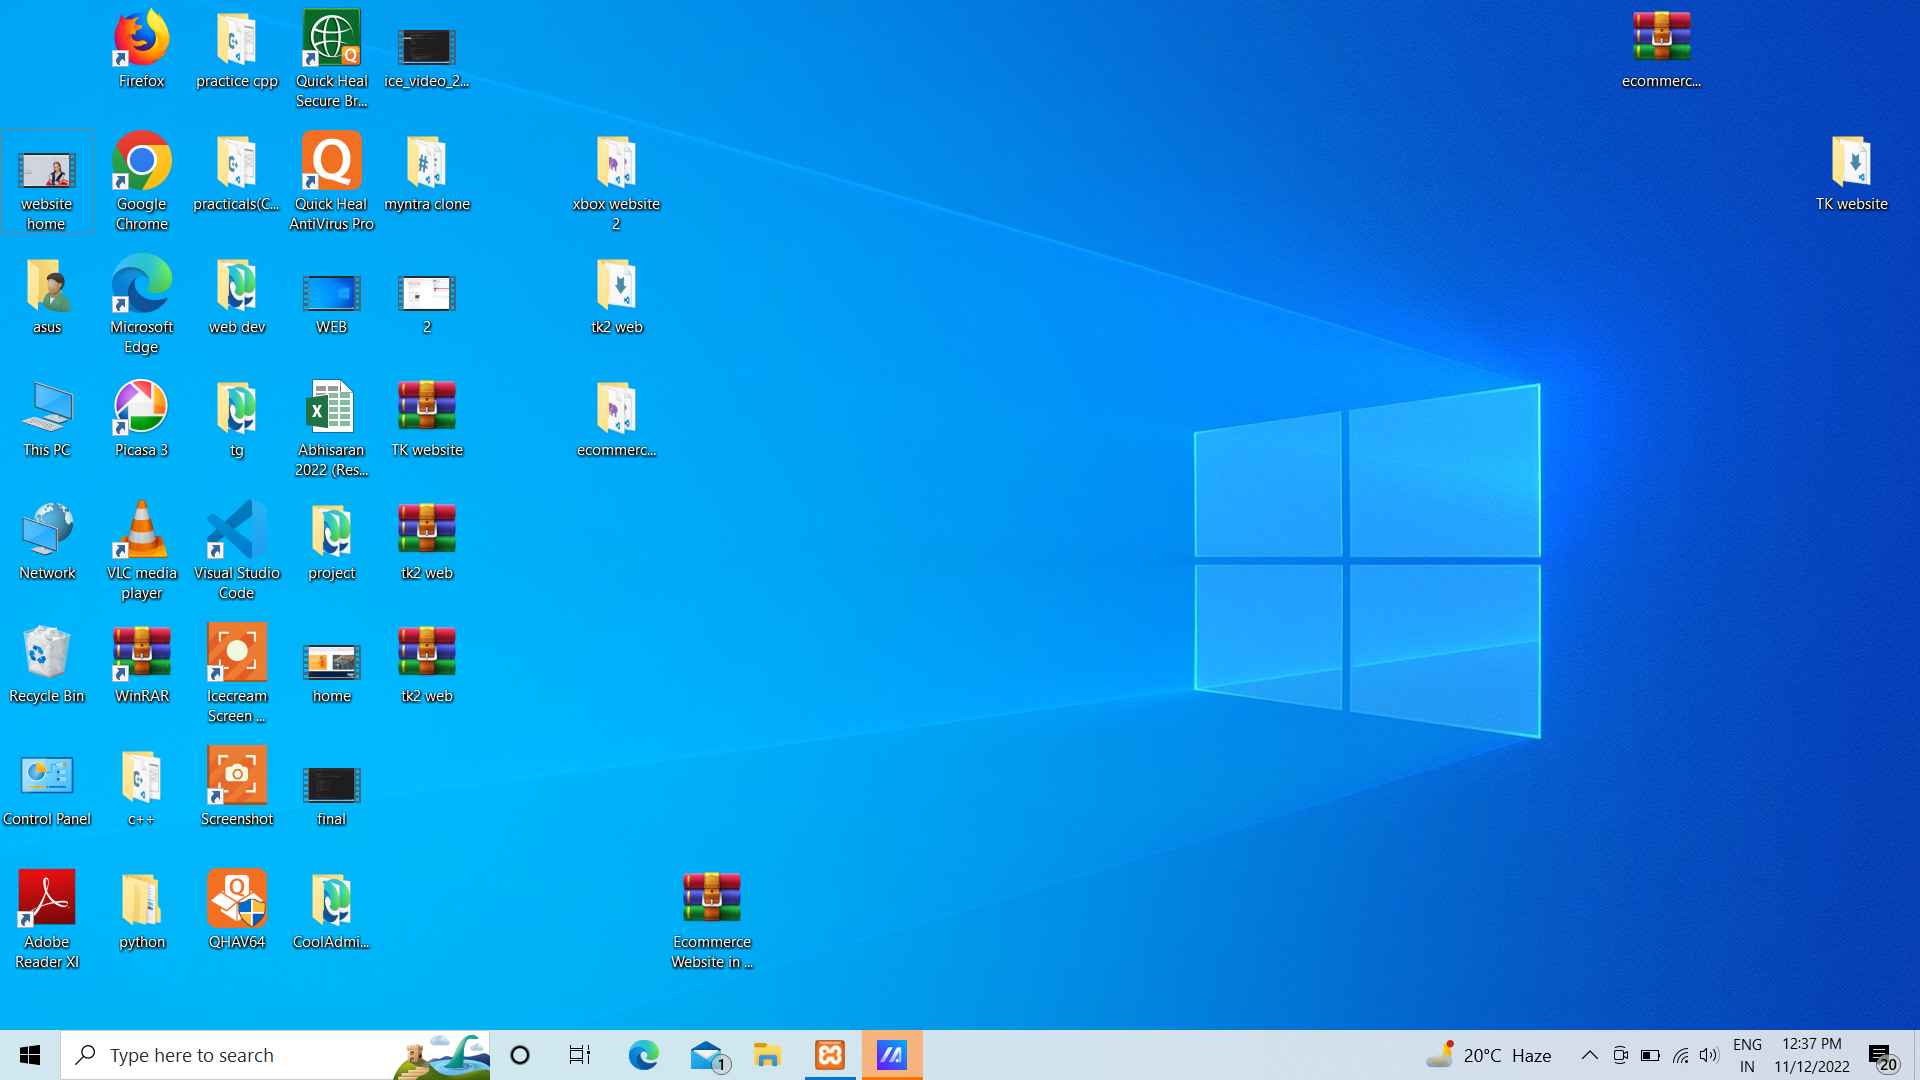 Firefox
practice cpp
Quick Heal
Secure Br...
ice_video_2...
ecommerc...
website
home
Google
Chrome
practicals(C...
Quick Heal
AntiVirus Pro
myntra clone
xbox website
2
TK website
asus
Microsoft
Edge
web dev
WEB
2
tk2 web
This PC
Picasa 3
tg
Abhisaran
2022 (Res...
TK website
ecommerc...
Network
VLC media
player
Visual Studio
Code
project
tk2 web
Recycle Bin
WinRAR
Icecream
Screen ...
home
tk2 web
Control Panel
c++
Screenshot
final
Adobe
Reader XI
python
QHAV64
CoolAdmi...
Ecommerce
Website in ...
Type here to search
1
20°C Haze
ENG
IN
12:37 PM
11/12/2022
20